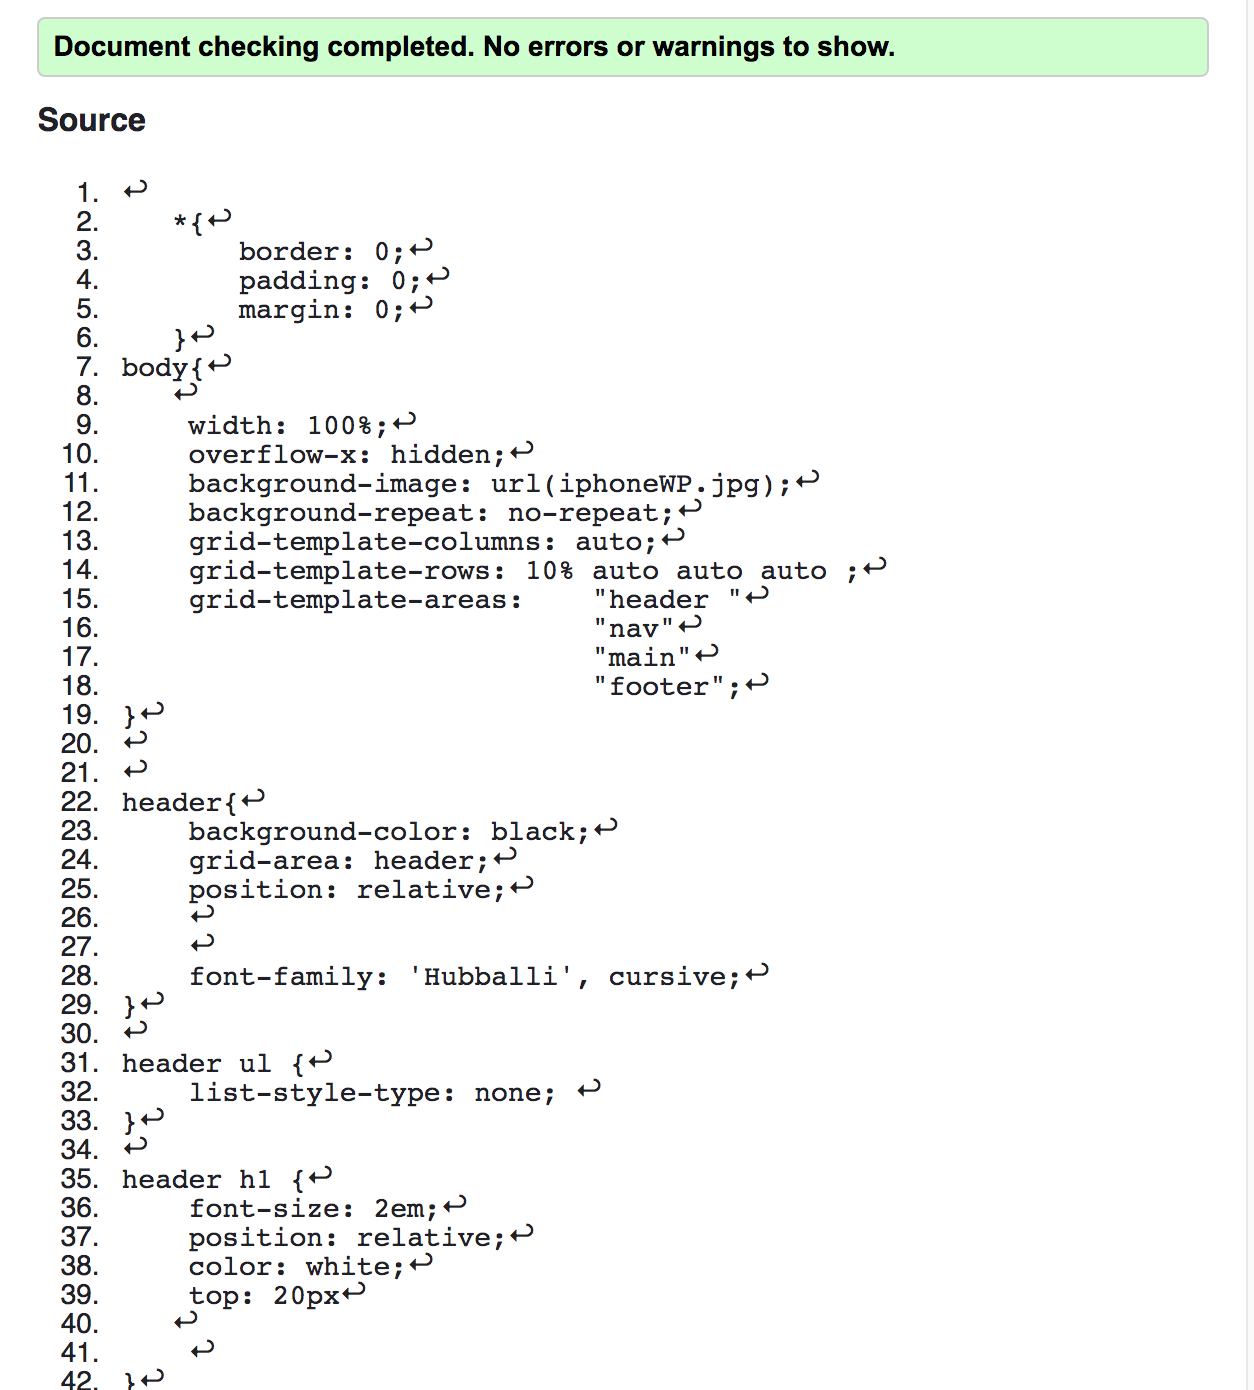 Document checking completed. No errors or warnings to show.
Source
1. ↩
2. *{↩
3. border: 0;↩
4. padding: 0;↩
5. margin: 0;↩
6. }↩
7. body{↩
8. ↩
9. width: 100%;↩
10. overflow-x: hidden;↩
11. background-image: url(iphoneWP.jpg);↩
12. background-repeat: no-repeat;↩
13. grid-template-columns: auto;↩
14. grid-template-rows: 10% auto auto auto ;↩
15. grid-template-areas: "header "↩
16. "nav"↩
17. "main"↩
18. "footer";↩
19. }↩
20. ↩
21. ↩
22. header{↩
23. background-color: black;↩
24. grid-area: header;↩
25. position: relative;↩
26. ↩
27. ↩
28. font-family: 'Hubballi', cursive;↩
29. }↩
30. ↩
31. header ul {↩
32. list-style-type: none; ↩
33. }↩
34. ↩
35. header h1 {↩
36. font-size: 2em;↩
37. position: relative;↩
38. color: white;↩
39. top: 20px↩
40. ↩
41. ↩
42. }↩